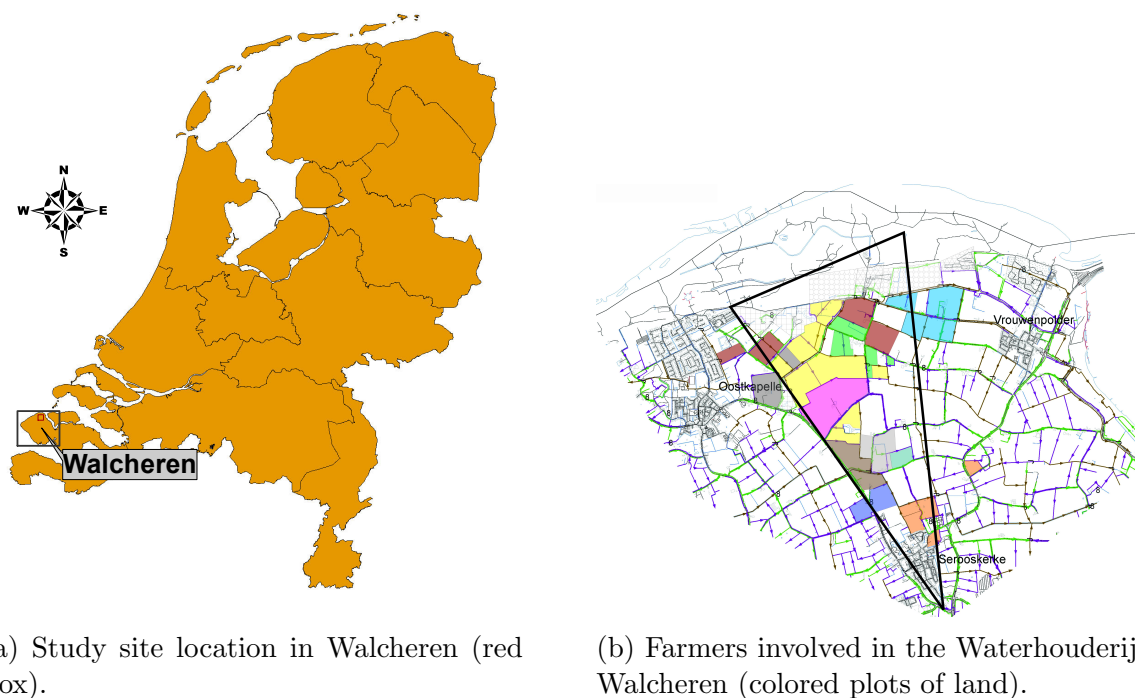 N
W E
S
Walcheren
Vrouwenpolder
Oostkapelle
Serooskerke
a) Study site location in Walcheren (red
ox).
(b) Farmers involved in the Waterhouderij
Walcheren (colored plots of land).